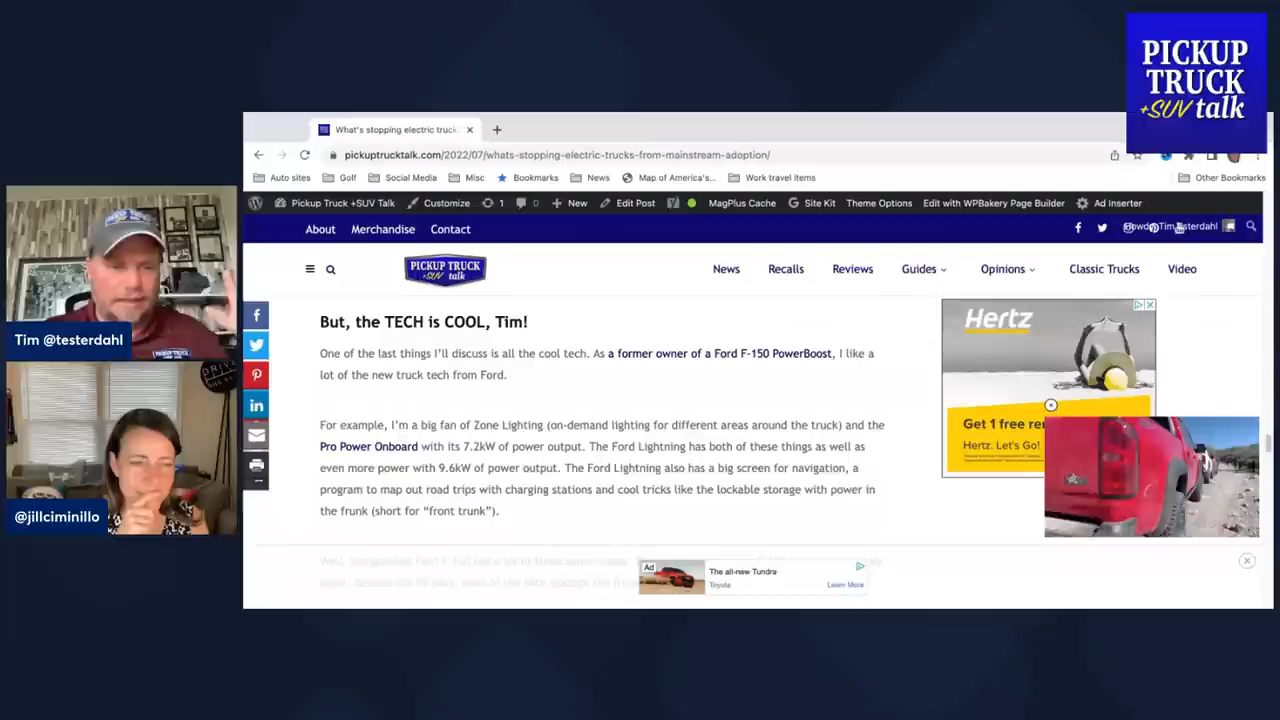 PICKUP
TRUCK
+SUV talk
What's stopping electric truck
pickuptrucktalk.com/2022/07/whats-stopping-electric-trucks-from-mainstream-adoption/
Auto sites Golf Social Media Misc Bookmarks News Map of America's... Work travel items Other Bookmarks
Pickup Truck +SUV Talk Customize 1 0 New Edit Post MagPlus Cache Site Kit Theme Options Edit with WPBakery Page Builder Ad Inserter
About Merchandise Contact
PICKUP TRUCK
+SUV talk
News Recalls Reviews Guides Opinions Classic Trucks Video
But, the TECH is COOL, Tim!
One of the last things I'll discuss is all the cool tech. As a former owner of a Ford F-150 PowerBoost, I like a
lot of the new truck tech from Ford.
For example, I'm a big fan of Zone Lighting (on-demand lighting for different areas around the truck) and the
Pro Power Onboard with its 7.2kW of power output. The Ford Lightning has both of these things as well as
even more power with 9.6kW of power output. The Ford Lightning also has a big screen for navigation, a
program to map out road trips with charging stations and cool tricks like the lockable storage with power in
the frunk (short for "front trunk").
Hertz
Get 1 free
Hertz. Let's Go!
Ad
The all-new Tundra
Toyota
Learn More
Tim @testerdahl
DRIVE
@jillciminillo